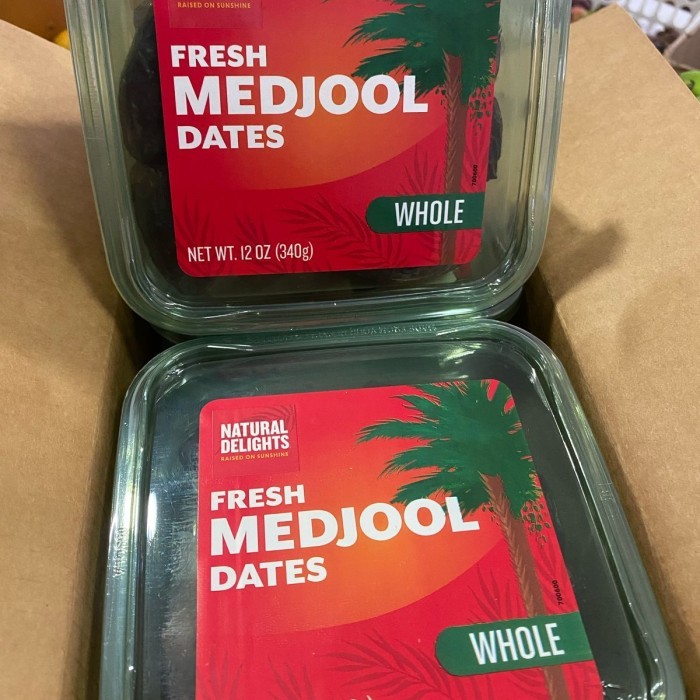 RAISED ON SUNSHINE
FRESH
MEDJOOL
DATES
WHOLE
NET WT. 12 OZ (340g)
NATURAL
DELIGHTS
RAISED ON SUNSHINE
FRESH
MEDJOOL
DATES
WHOLE